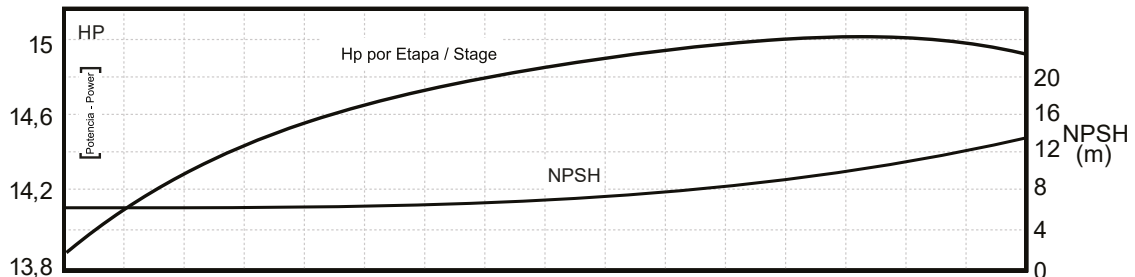 HP
Hp por Etapa / Stage
[Potencia - Power]
15
14,6
14,2
13,8
NPSH
20
16
12
8
4
0
NPSH
(m)